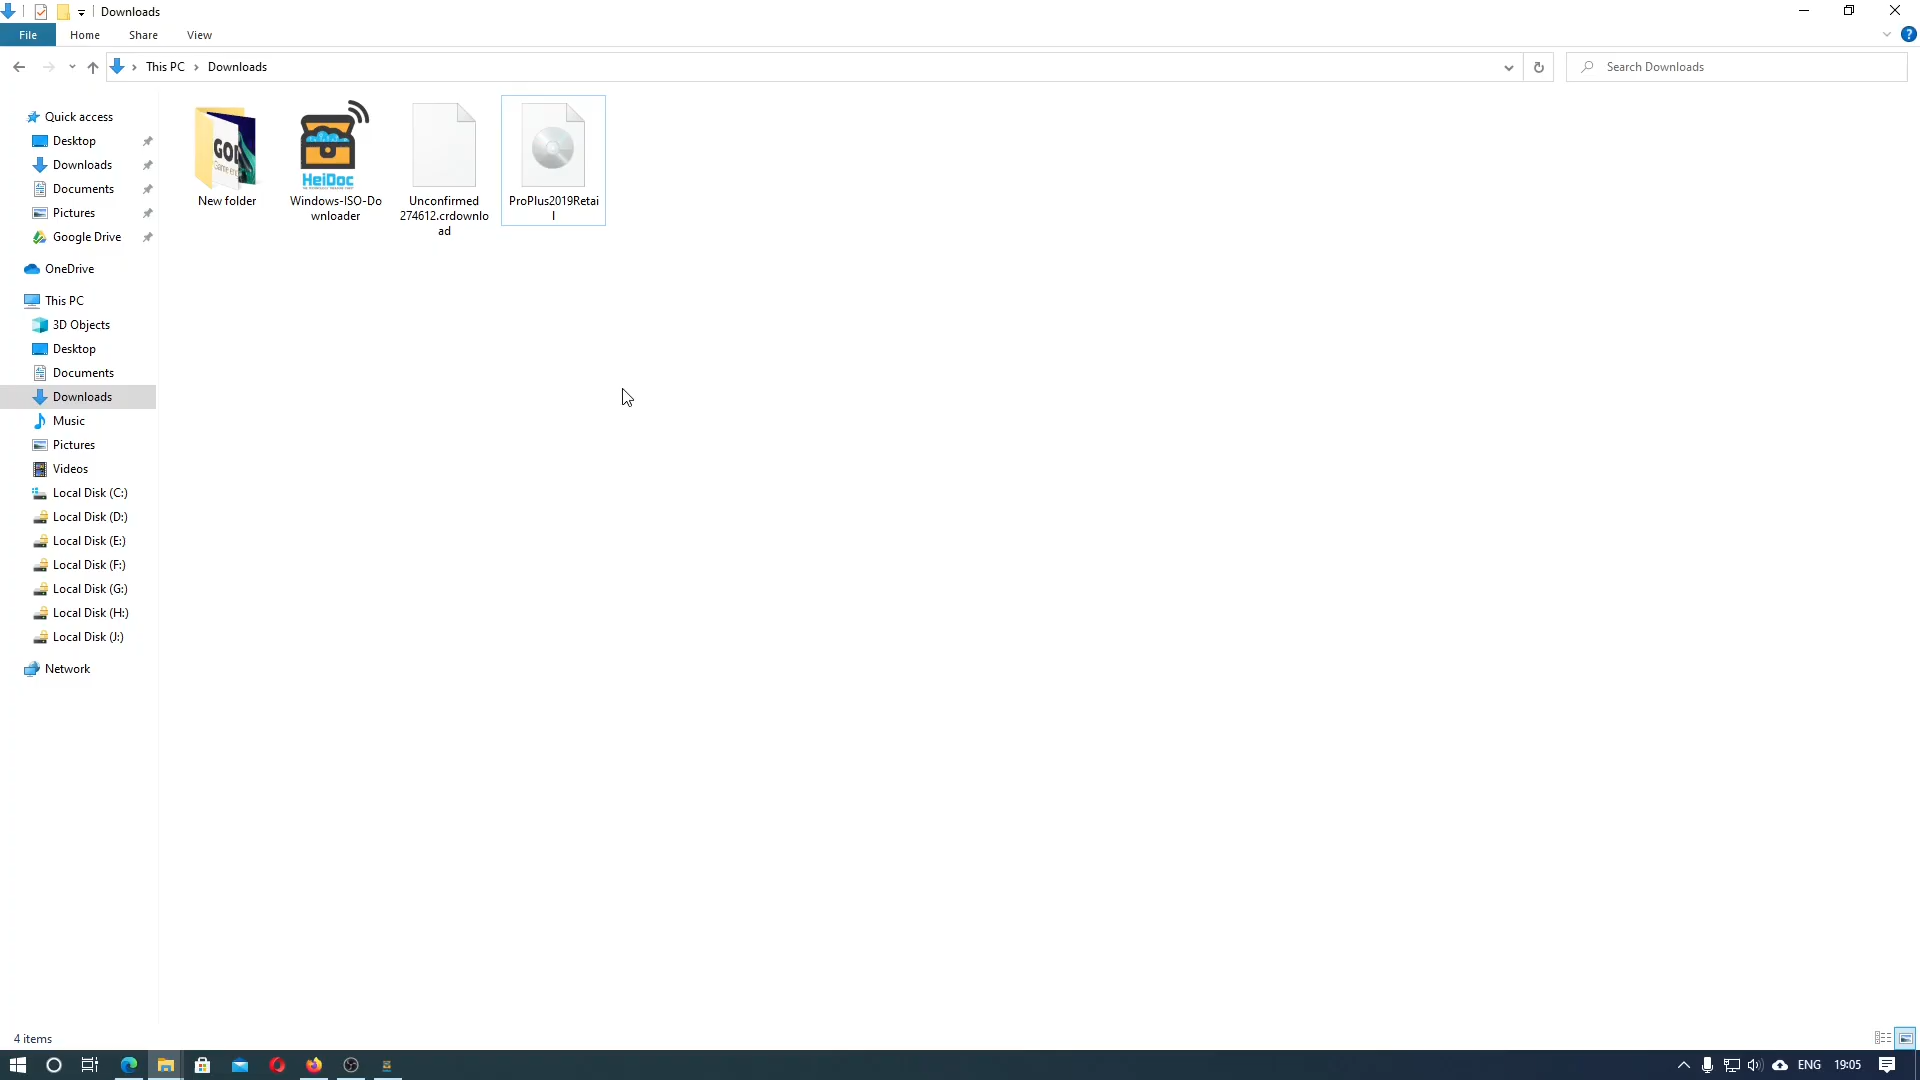 Downloads
File
Home
Share
View
This PC
Downloads
Search Downloads
Quick access
Desktop
Downloads
Documents
Pictures
Google Drive
OneDrive
This PC
3D Objects
Desktop
Documents
Downloads
Music
Pictures
Videos
Local Disk (C:)
Local Disk (D:)
Local Disk (E:)
Local Disk (F:)
Local Disk (G:)
Local Disk (H:)
Local Disk (J:)
Network
GOD
New folder
HeiDoc
Windows-ISO-Do
wnloader
Unconfirmed
274612.crdownlo
ad
ProPlus2019Retai
l
4 items
ENG
19:05